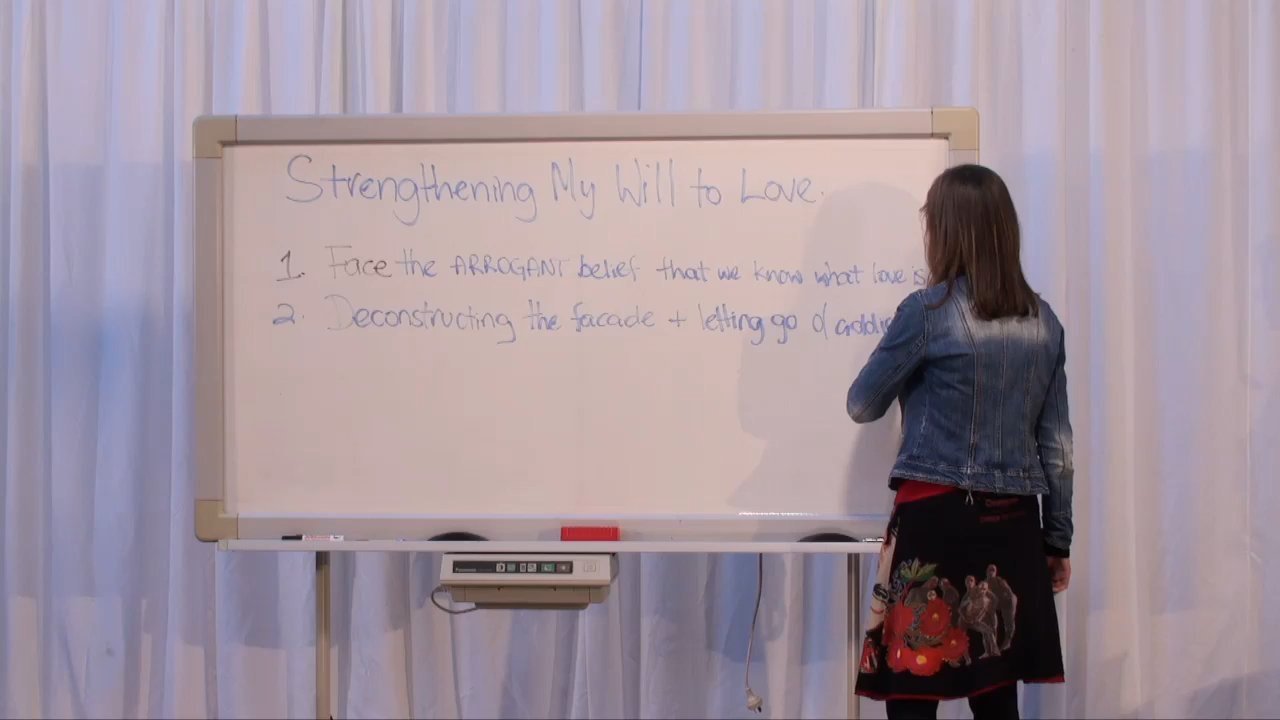 Strengthening My Will to Love.
1. Face the ARROGANT belief that we know what love is
2. Deconstructing the facade + letting go of
Panasonic